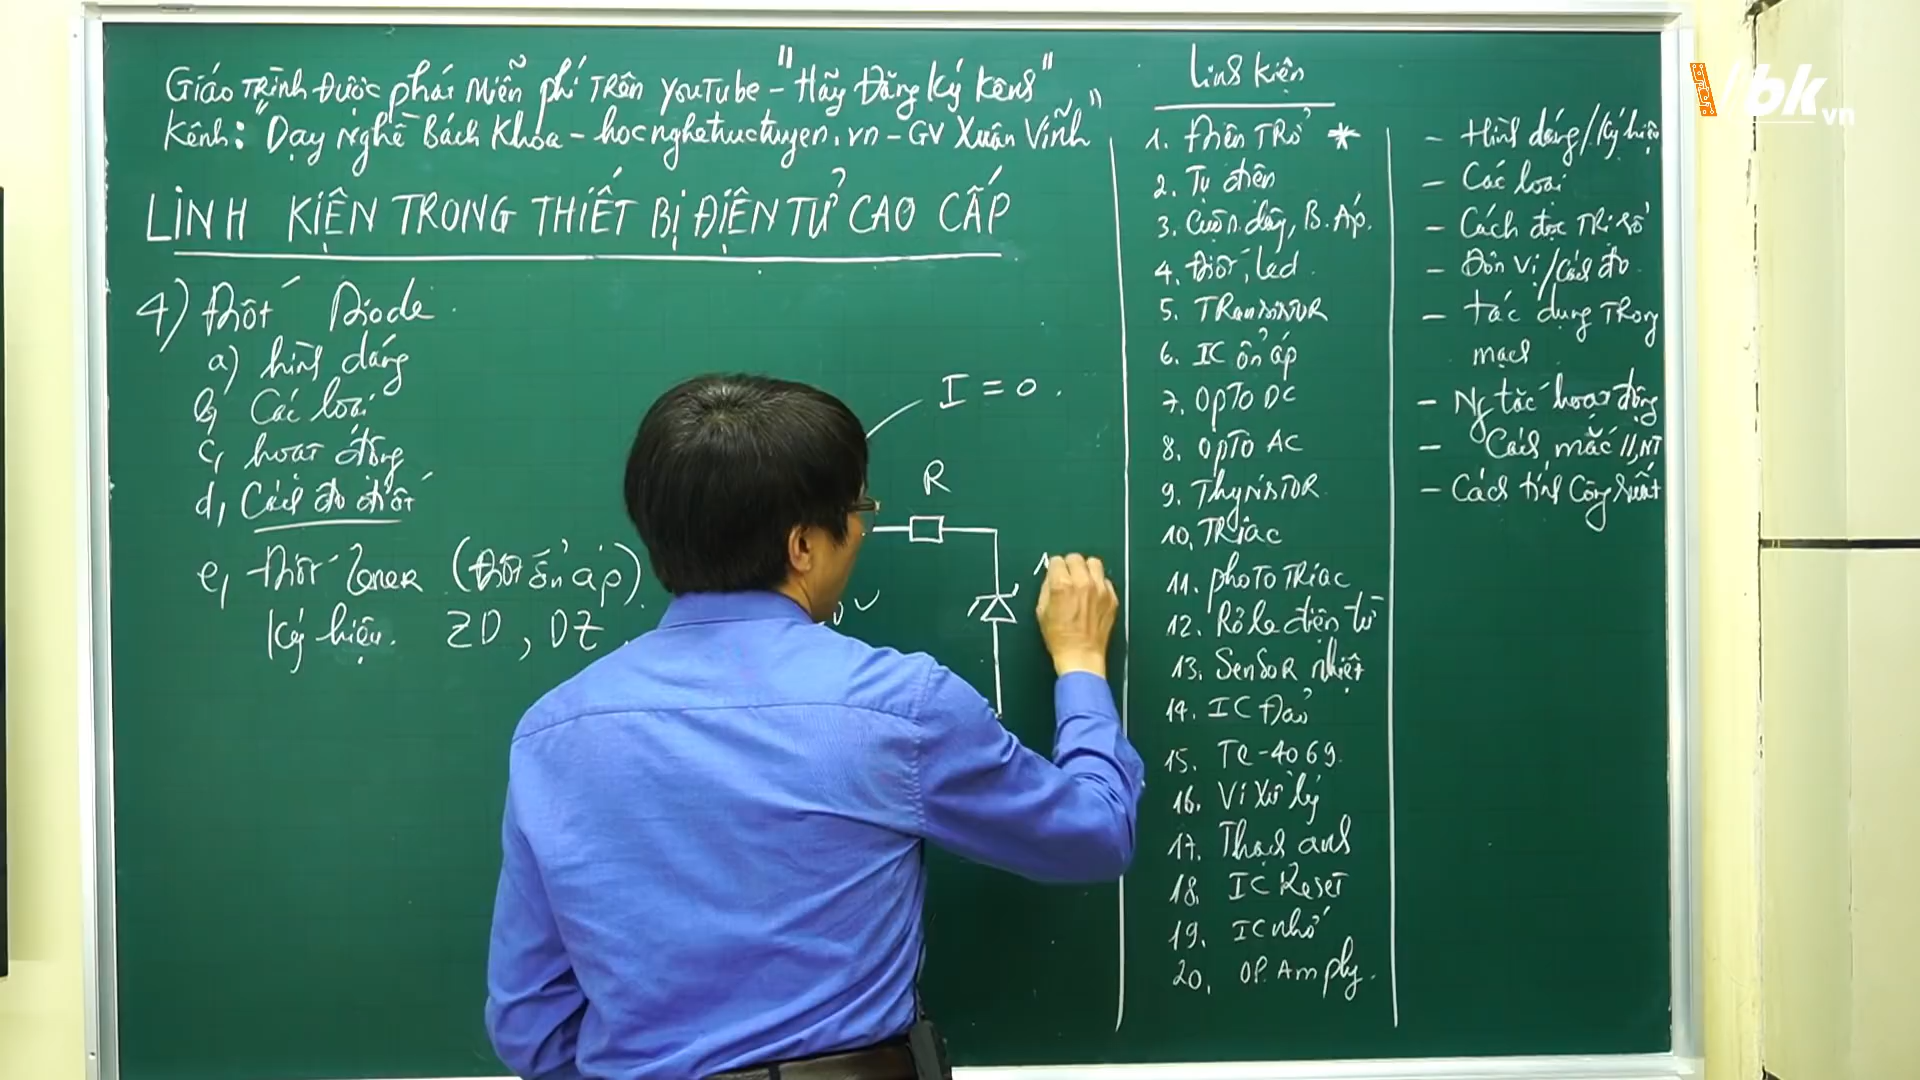 Giáo Trình Được phát Miễn phí Trên YouTube - "Hãy Đăng Ký Kênh"
Kênh: "Dạy Nghề Bách Khoa - hocnghetructuyen.vn - GV Xuân Vinh"
LINH KIỆN TRONG THIẾT BỊ ĐIỆN TỬ CAO CẤP
4) Điốt Diode.
a) hình dáng
b, Các loại
c, hoạt động
d, Cách đo điốt
e, Điốt Zener (Điốt ổn áp)
Ký hiệu. ZD, DZ
I = 0.
R
Linh Kiện
1. Điện Trở *
2. Tụ điện
3. Cuộn dây, B. Áp.
4. Điốt, Led.
5. Transistor
6. IC ổn áp
7. Opto DC
8. Opto AC
9. Thyristor
10, Triac
11. photo Triac
12. Rơ le điện từ
13. Sensor nhiệt
14. IC Đảo
15. TC-4069.
16. Vi Xử lý
17. Thạch anh
18. IC Reset
19. IC nhớ
20, OP. Amply.
- Hình dáng/Ký hiệu
- Các loại
- Cách đọc Trị số
- Đơn Vị/Cách đo
- Tác dụng Trong
mạch
- Ng tắc hoạt động
- Cách mắc //, NT
- Cách tính Công Suất
bk.vn